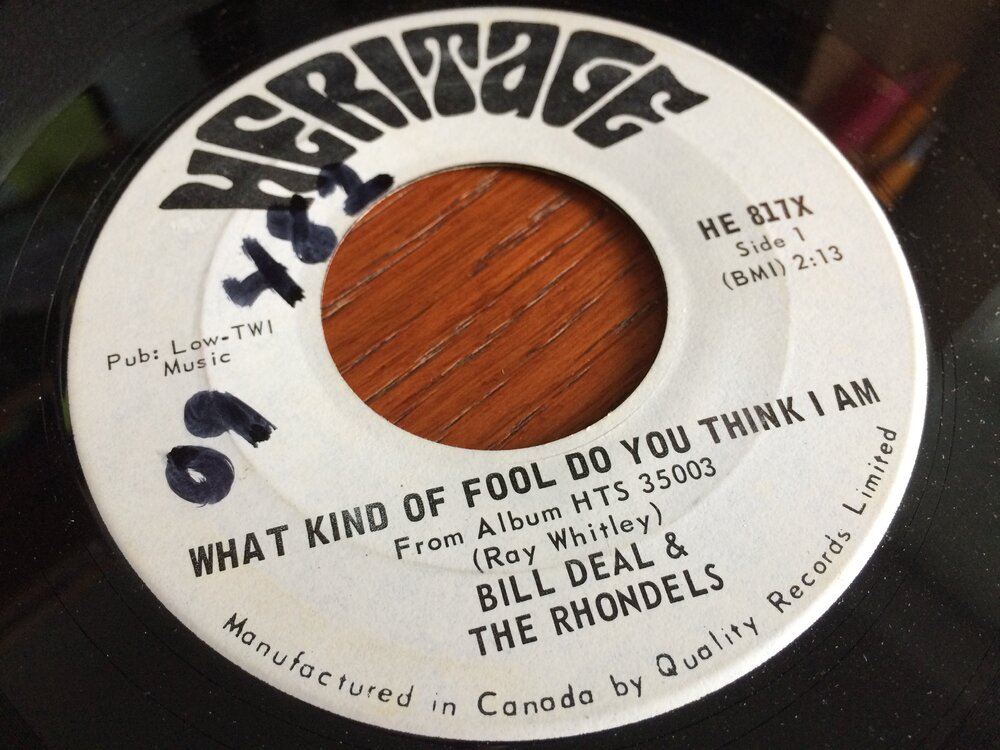 HERITAGE
HE 817X
Side 1
(BMI) 2:13
Pub: Low-TWI
Music
WHAT KIND OF FOOL DO YOU THINK I AM
From Album HTS 35003
(Ray Whitley)
BILL DEAL &
THE RHONDELS
Manufactured in Canada by Quality Records Limited